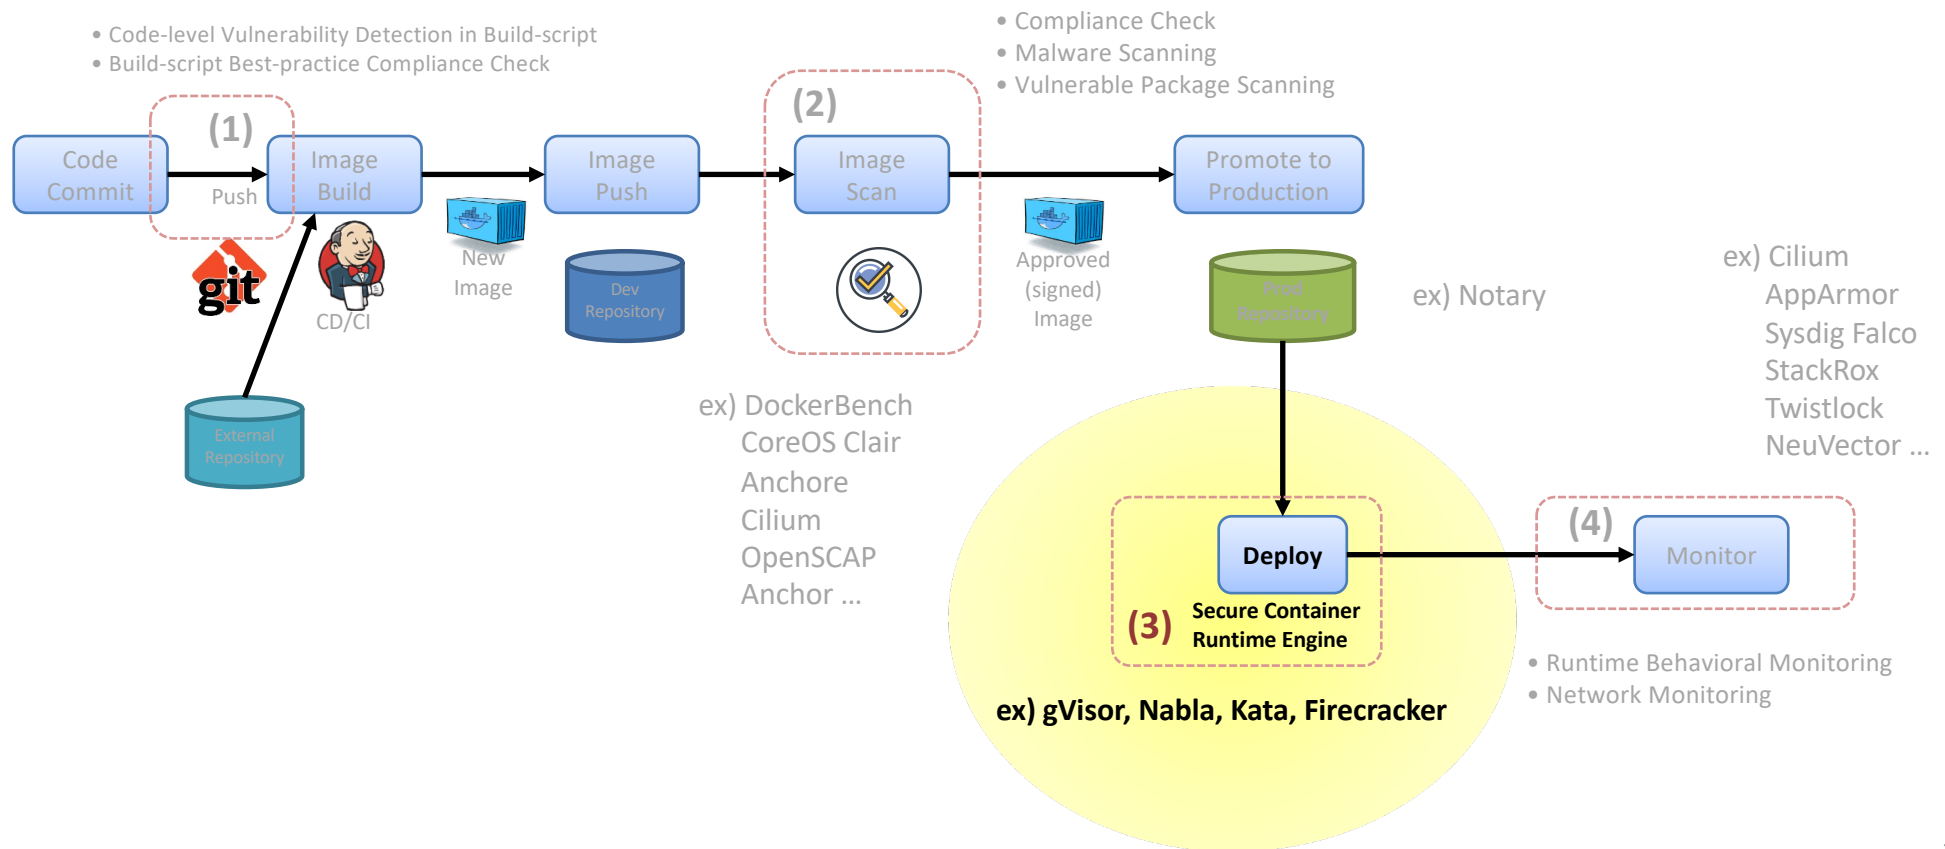 • Code-level Vulnerability Detection in Build-script
• Build-script Best-practice Compliance Check
• Compliance Check
• Malware Scanning
• Vulnerable Package Scanning
(1)
(2)
Code
Commit
Push
Image
Build
Image
Push
Image
Scan
Promote to
Production
git
CD/CI
New
Image
Dev
Repository
Approved
(signed)
Image
Prod
Repository
ex) Notary
ex) Cilium
AppArmor
Sysdig Falco
StackRox
Twistlock
NeuVector ...
External
Repository
ex) DockerBench
CoreOS Clair
Anchore
Cilium
OpenSCAP
Anchor ...
Deploy
(3)
Secure Container
Runtime Engine
ex) gVisor, Nabla, Kata, Firecracker
(4)
Monitor
• Runtime Behavioral Monitoring
• Network Monitoring